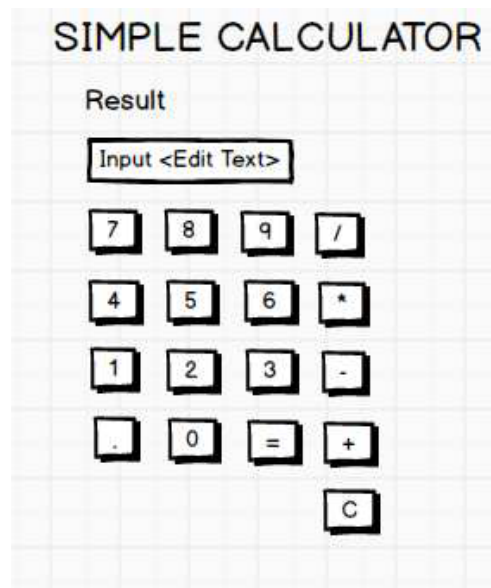 SIMPLE CALCULATOR
Result
Input <Edit Text>
7 8 9 /
4 5 6 *
1 2 3 -
. 0 = +
C